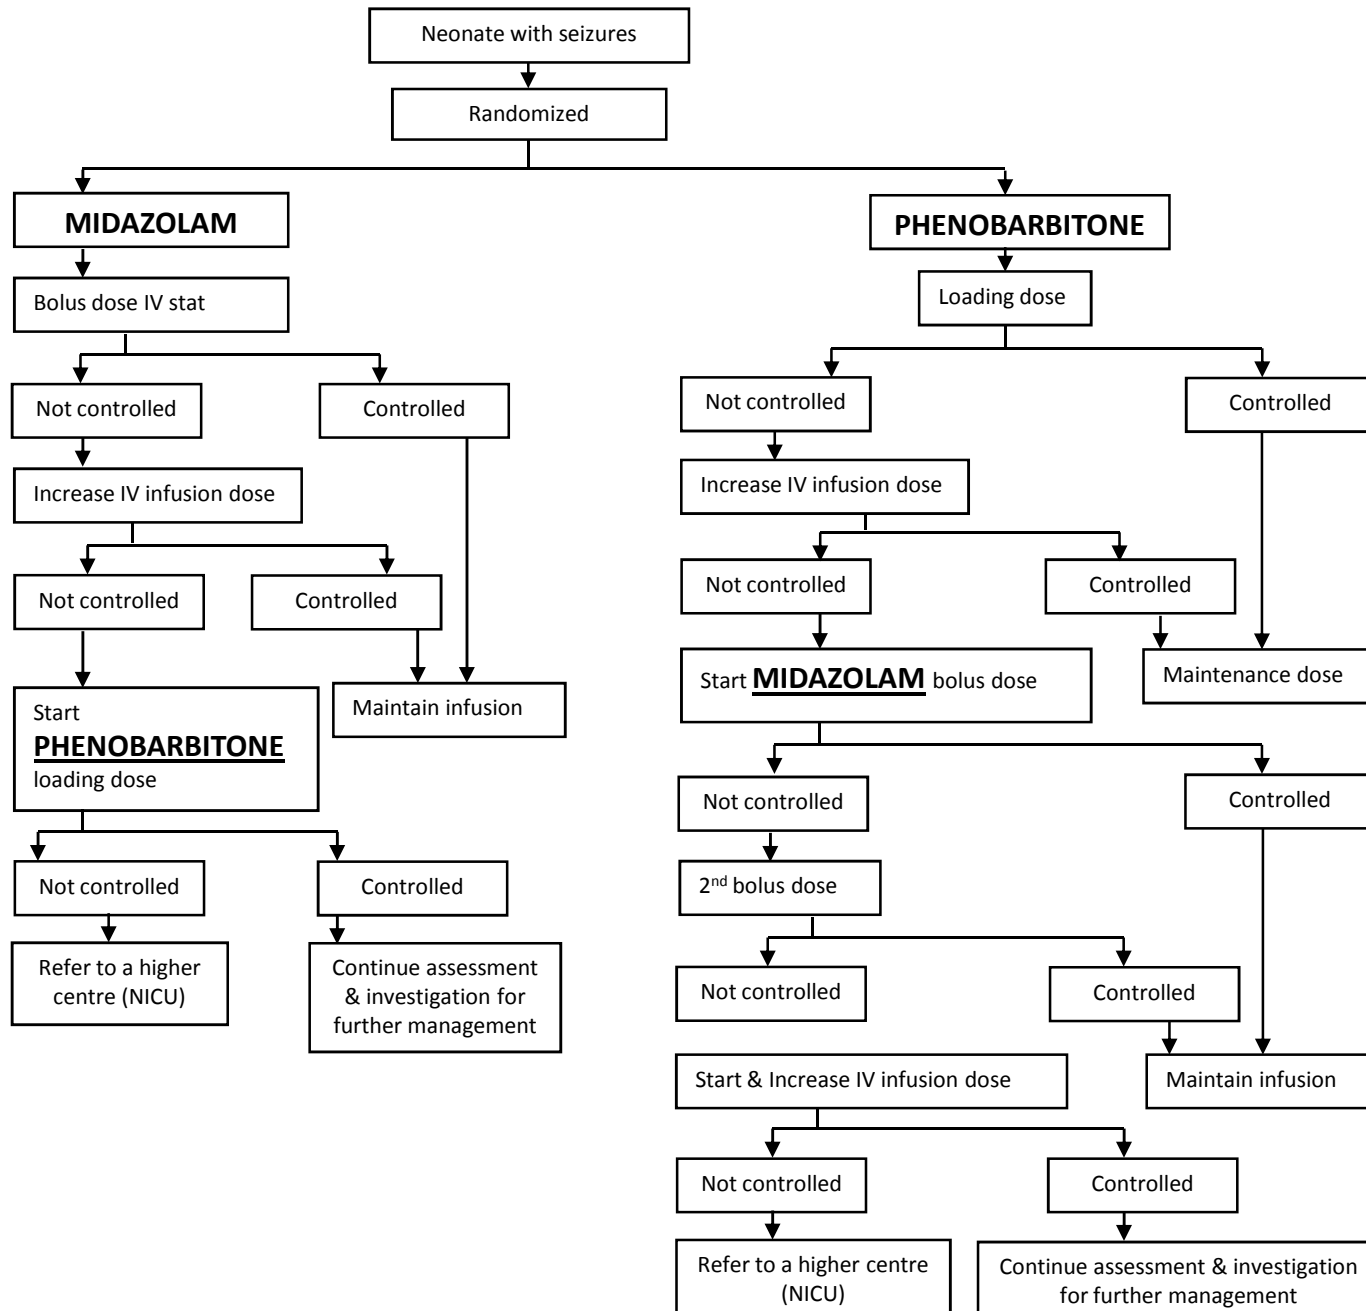 Neonate with seizures
Randomized
MIDAZOLAM
Bolus dose IV stat
Not controlled
Controlled
Increase IV infusion dose
Not controlled
Controlled
Maintain infusion
Start
PHENOBARBITONE
loading dose
Not controlled
Controlled
Refer to a higher
centre (NICU)
Continue assessment
& investigation for
further management
PHENOBARBITONE
Loading dose
Not controlled
Controlled
Increase IV infusion dose
Not controlled
Controlled
Maintenance dose
Start MIDAZOLAM bolus dose
Not controlled
Controlled
2nd bolus dose
Not controlled
Controlled
Maintain infusion
Start & Increase IV infusion dose
Not controlled
Controlled
Refer to a higher centre
(NICU)
Continue assessment & investigation
for further management